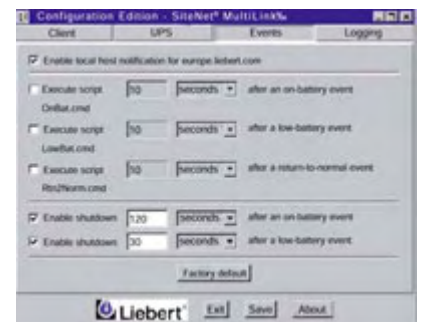 Configuration Edition - SiteNet® MultiLink‰
Client UPS Events Logging
Enable local host notification for europe.liebert.com
Execute script 10 seconds after an on-battery event
OnBat.cmd
Execute script 10 seconds after a low-battery event
LowBat.cmd
Execute script 10 seconds after a return-to-normal event
Rtn2Norm.cmd
Enable shutdown 120 seconds after an on-battery event
Enable shutdown 30 seconds after a low-battery event
Factory default
Liebert® Exit Save About